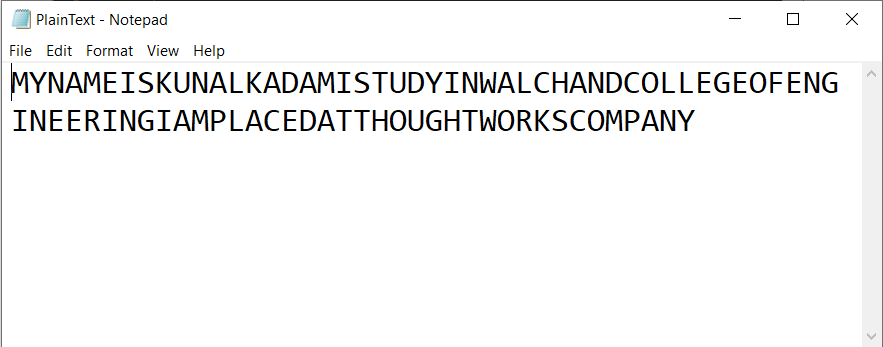 PlainText - Notepad
File Edit Format View Help
MYNAMEISKUNALKADAMISTUDYINWALCHANDCOLLEGEOFENG
INEERINGIAMPLACEDATTHOUGHTWORKSCOMPANY